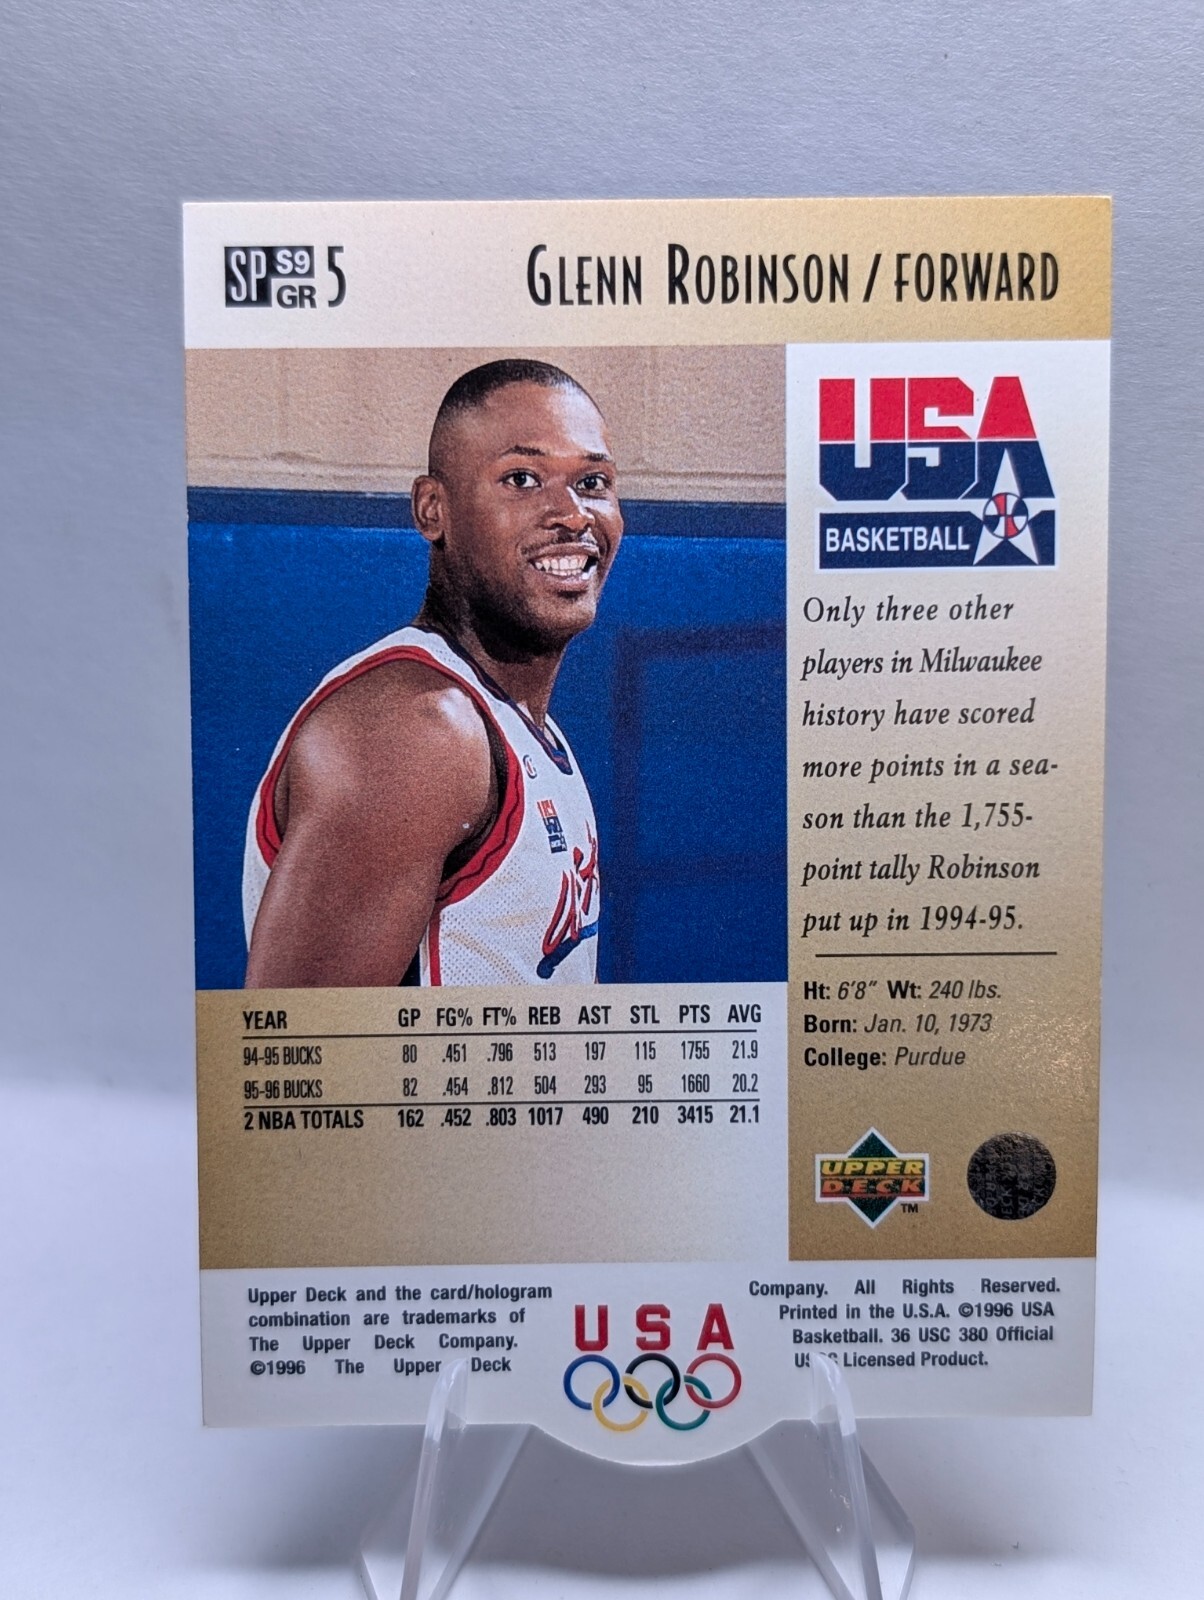 SP S9 GR 5
GLENN ROBINSON / FORWARD
USA
BASKETBALL
Only three other
players in Milwaukee
history have scored
more points in a sea-
son than the 1,755-
point tally Robinson
put up in 1994-95.
Ht: 6'8" Wt: 240 lbs.
Born: Jan. 10, 1973
College: Purdue
YEAR GP FG% FT% REB AST STL PTS AVG
94-95 BUCKS 80 .451 .796 513 197 115 1755 21.9
95-96 BUCKS 82 .454 .812 504 293 95 1660 20.2
2 NBA TOTALS 162 .452 .803 1017 490 210 3415 21.1
UPPER
DECK
TM
Upper Deck and the card/hologram
combination are trademarks of
The Upper Deck Company.
©1996 The Upper Deck
Company. All Rights Reserved.
Printed in the U.S.A. ©1996 USA
Basketball. 36 USC 380 Official
Licensed Product.
USA